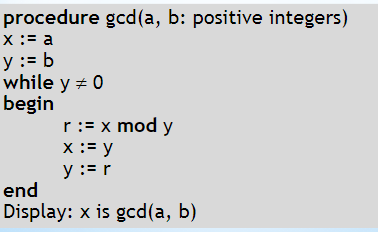 procedure gcd(a, b: positive integers)
x := a
y := b
while y ≠ 0
begin
r := x mod y
x := y
y := r
end
Display: x is gcd(a, b)